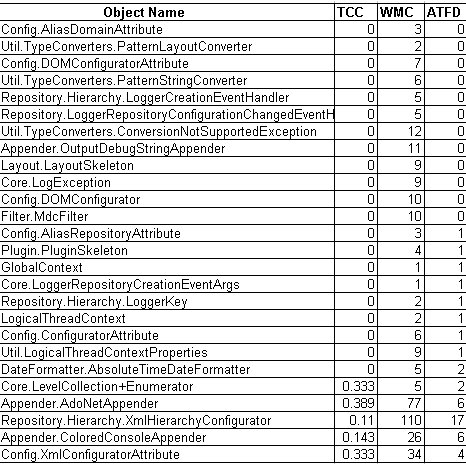 Object Name TCC WMC ATFD
Config.AliasDomainAttribute 0 3 0
Util.TypeConverters.PatternLayoutConverter 0 2 0
Config.DOMConfiguratorAttribute 0 7 0
Util.TypeConverters.PatternStringConverter 0 6 0
Repository.Hierarchy.LoggerCreationEventHandler 0 5 0
Repository.LoggerRepositoryConfigurationChangedEventH 0 5 0
Util.TypeConverters.ConversionNotSupportedException 0 12 0
Appender.OutputDebugStringAppender 0 11 0
Layout.LayoutSkeleton 0 9 0
Core.LogException 0 9 0
Config.DOMConfigurator 0 10 0
Filter.MdcFilter 0 10 0
Config.AliasRepositoryAttribute 0 3 1
Plugin.PluginSkeleton 0 4 1
GlobalContext 0 1 1
Core.LoggerRepositoryCreationEventArgs 0 1 1
Repository.Hierarchy.LoggerKey 0 2 1
LogicalThreadContext 0 2 1
Config.ConfiguratorAttribute 0 6 1
Util.LogicalThreadContextProperties 0 9 1
DateFormatter.AbsoluteTimeDateFormatter 0 5 2
Core.LevelCollection+Enumerator 0.333 5 2
Appender.AdoNetAppender 0.389 77 6
Repository.Hierarchy.XmlHierarchyConfigurator 0.11 110 17
Appender.ColoredConsoleAppender 0.143 26 6
Config.XmlConfiguratorAttribute 0.333 34 4